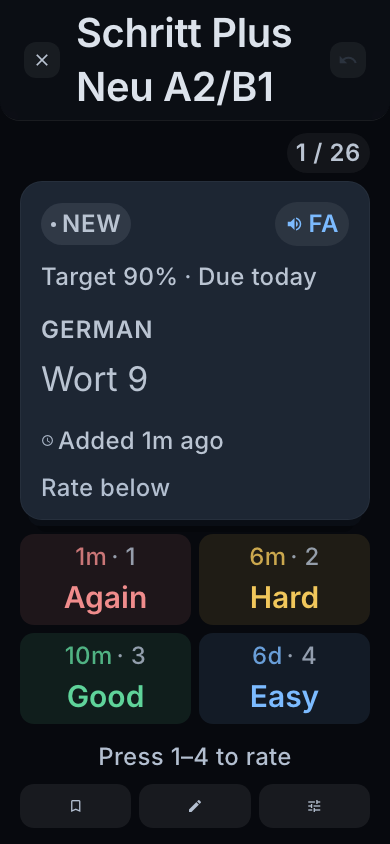 Schritt Plus
Neu A2/B1
1 / 26
• NEW
FA
Target 90% · Due today
GERMAN
Wort 9
Added 1m ago
Rate below
1m · 1
Again
6m · 2
Hard
10m · 3
Good
6d · 4
Easy
Press 1–4 to rate